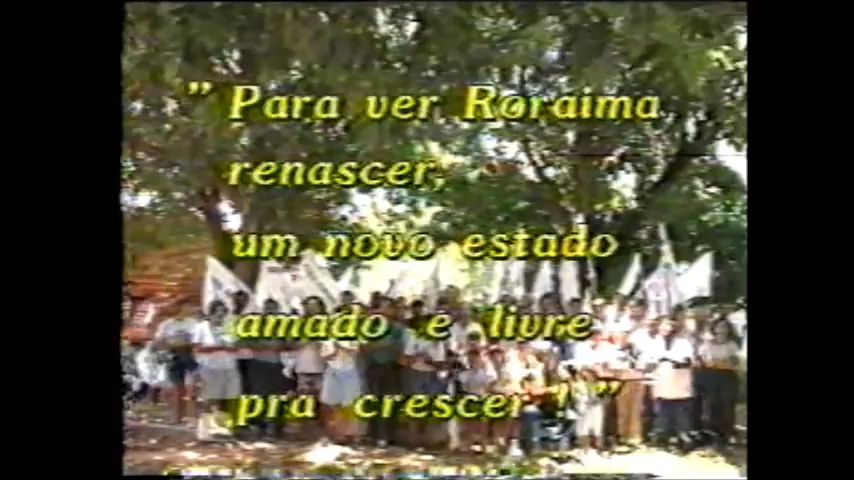 "Para ver Roraima
renascer,
um novo estado
amado e livre
pra crescer!"